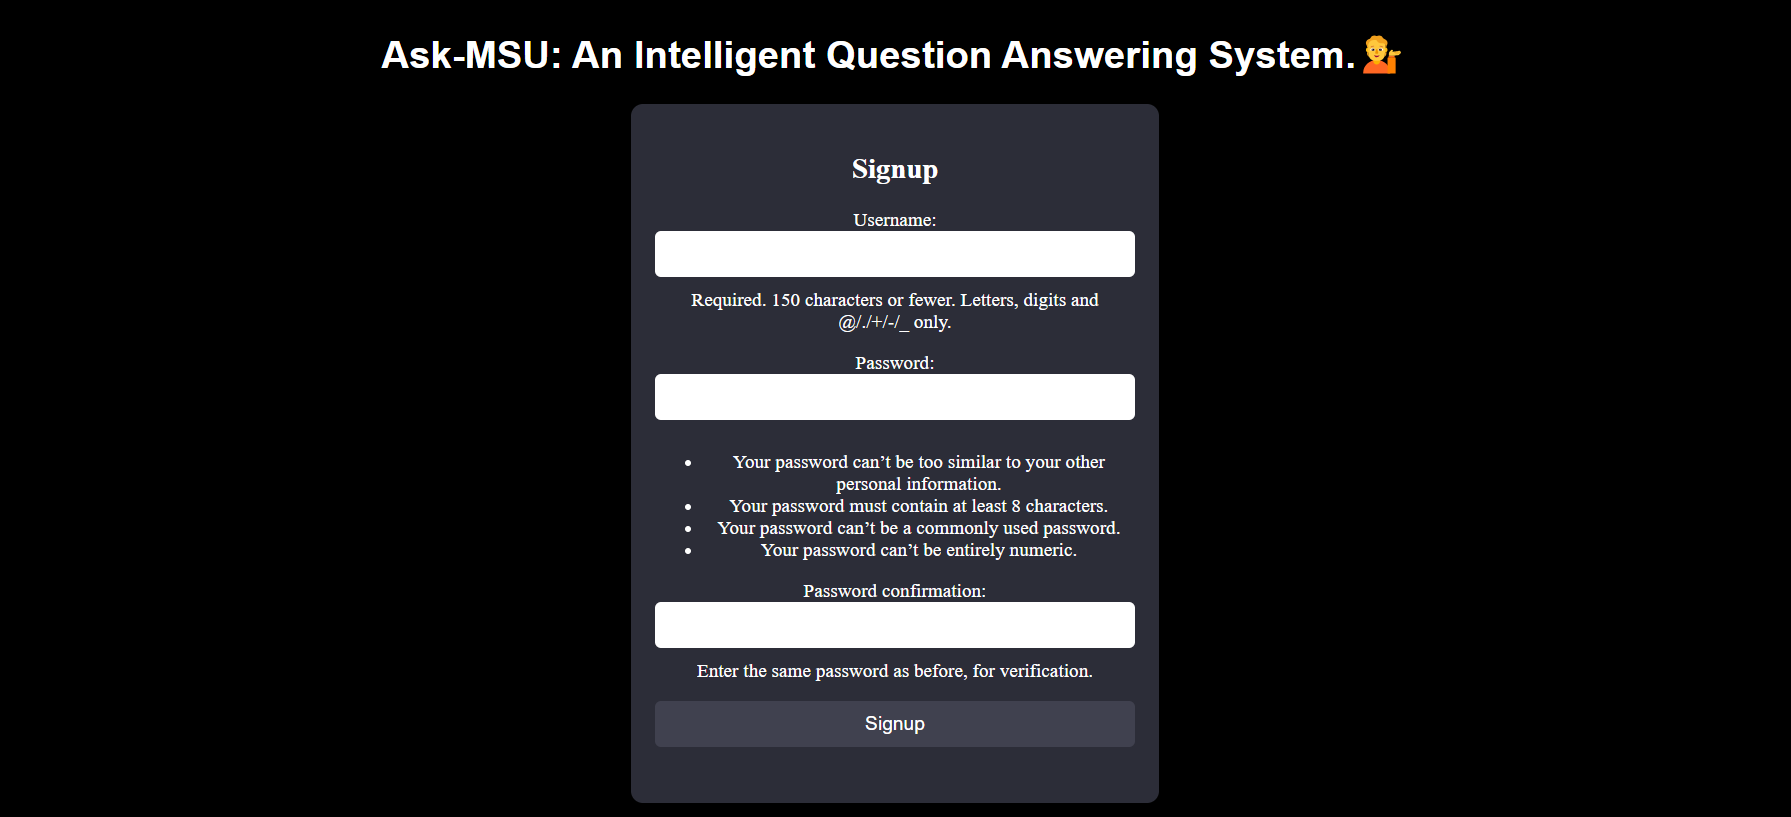 Ask-MSU: An Intelligent Question Answering System.💁
Signup
Username:
Required. 150 characters or fewer. Letters, digits and
@/./+/-/_ only.
Password:
• Your password can’t be too similar to your other
personal information.
• Your password must contain at least 8 characters.
• Your password can’t be a commonly used password.
• Your password can’t be entirely numeric.
Password confirmation:
Enter the same password as before, for verification.
Signup